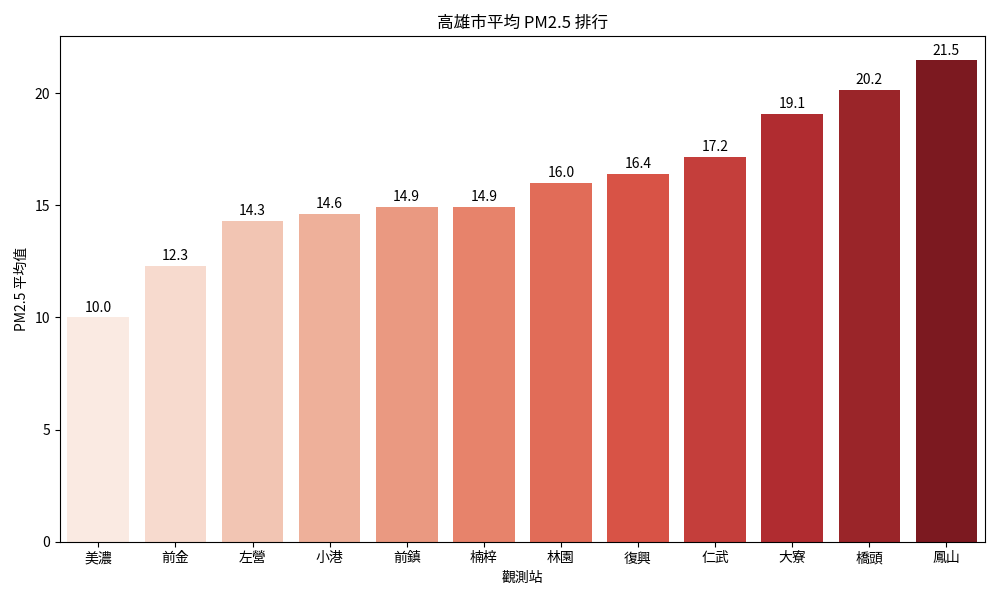 高雄市平均 PM2.5 排行
PM2.5 平均值
20
15
10
5
0
10.0
12.3
14.3
14.6
14.9
14.9
16.0
16.4
17.2
19.1
20.2
21.5
美濃
前金
左營
小港
前鎮
楠梓
林園
復興
仁武
大寮
橋頭
鳳山
觀測站